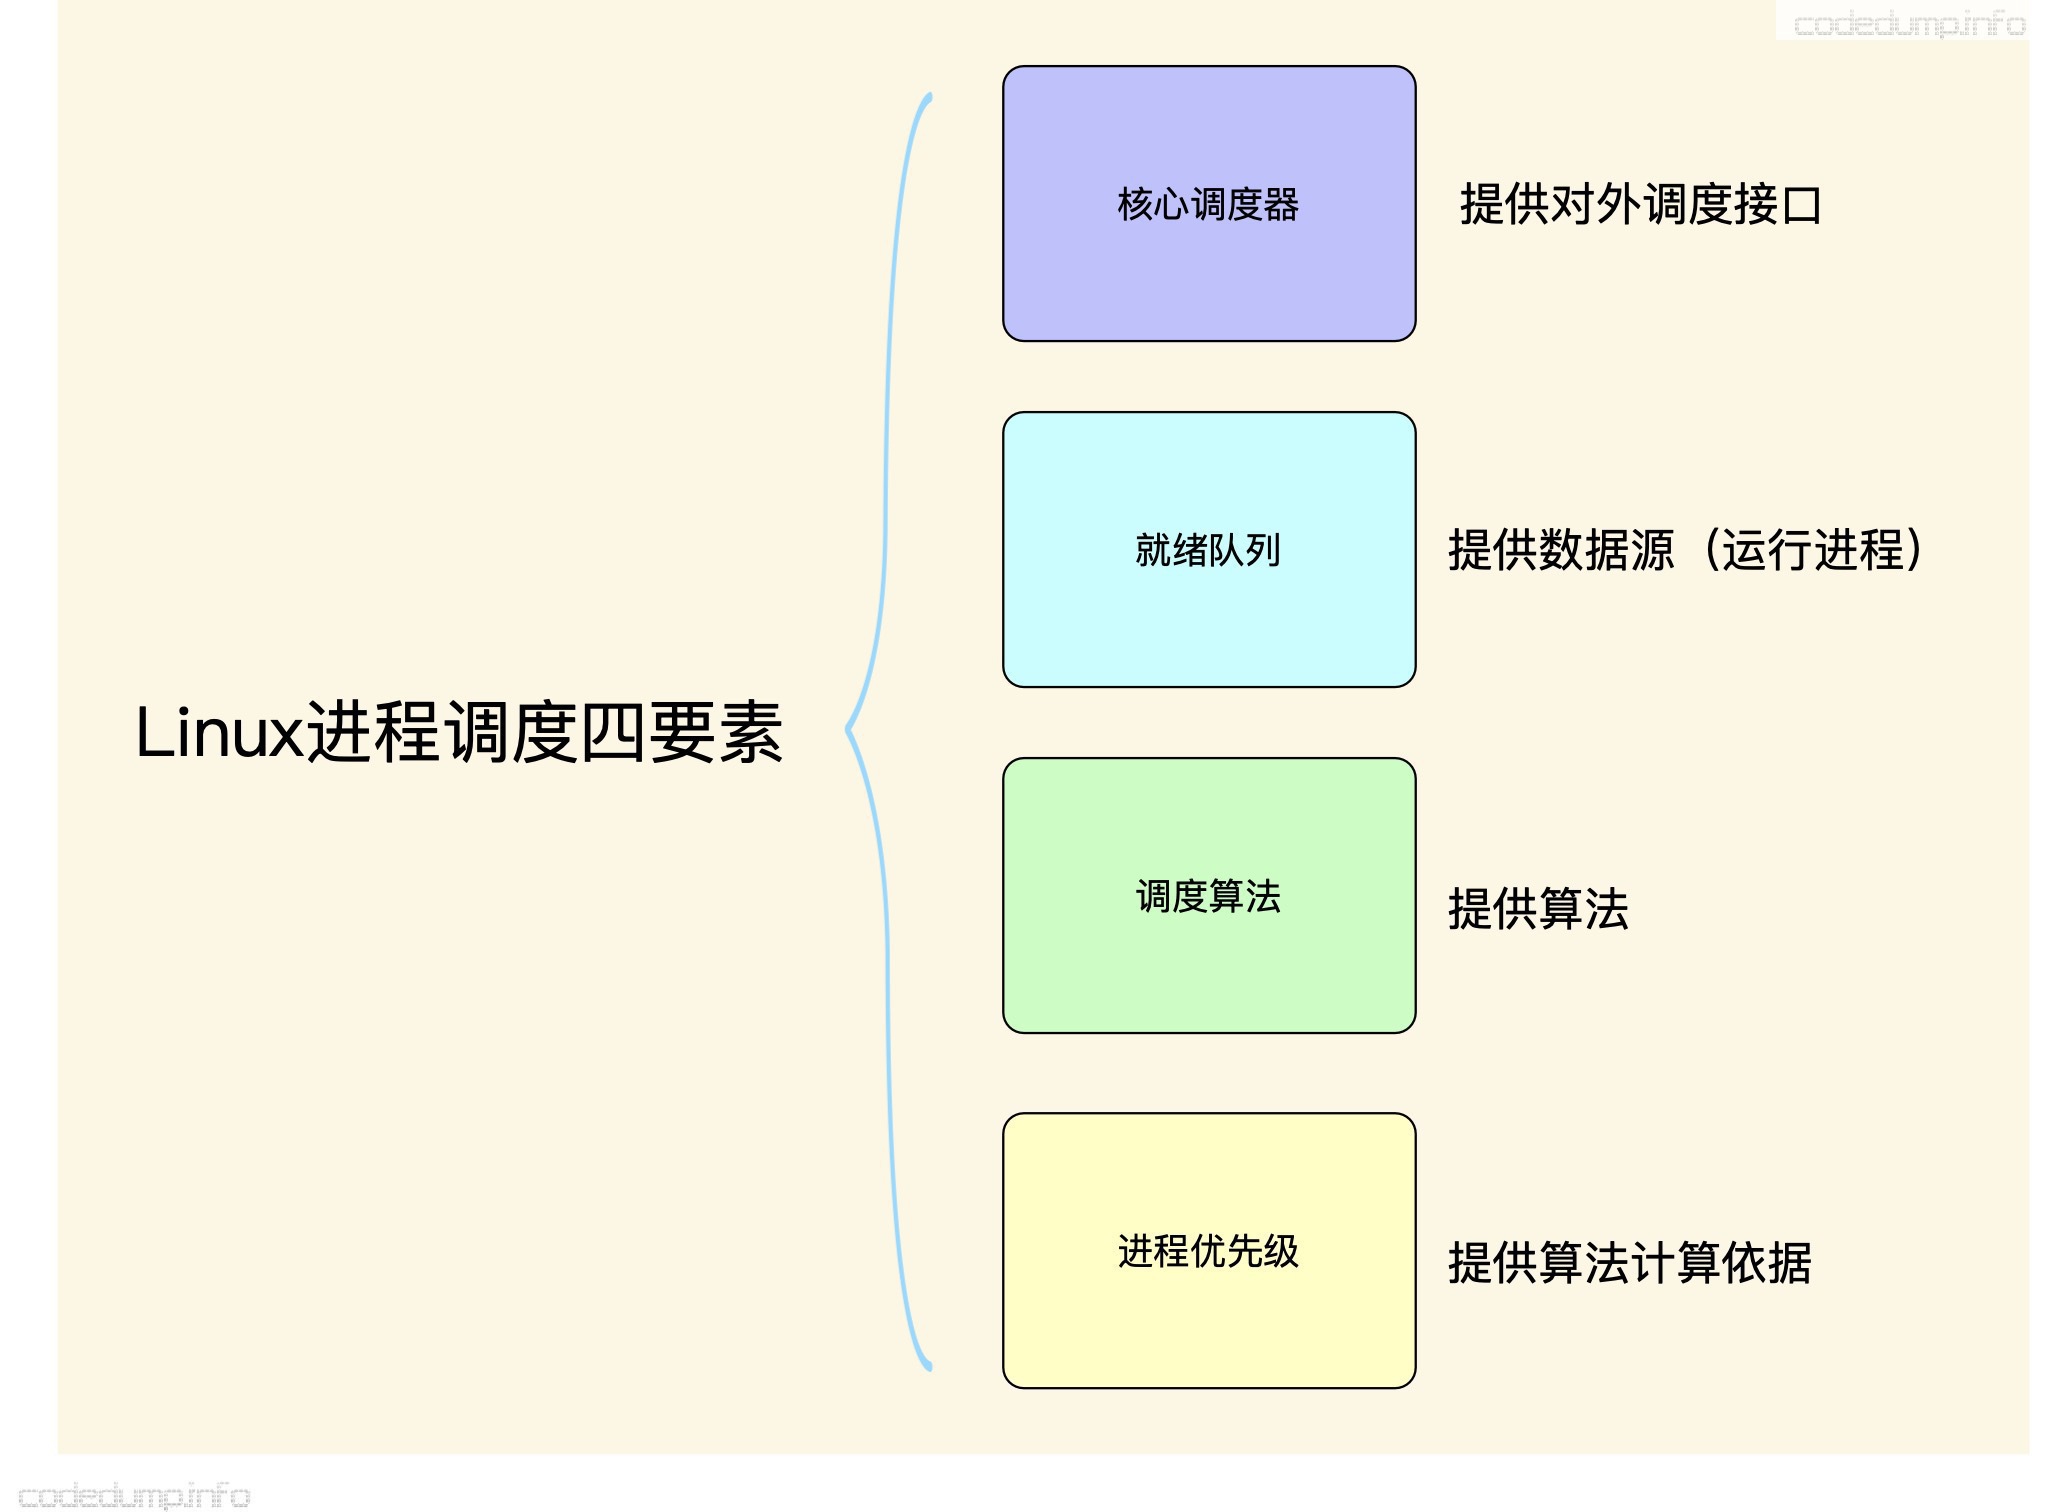 codedump.info
核心调度器 提供对外调度接口
就绪队列 提供数据源（运行进程）
Linux进程调度四要素
调度算法 提供算法
进程优先级 提供算法计算依据
codedump.info